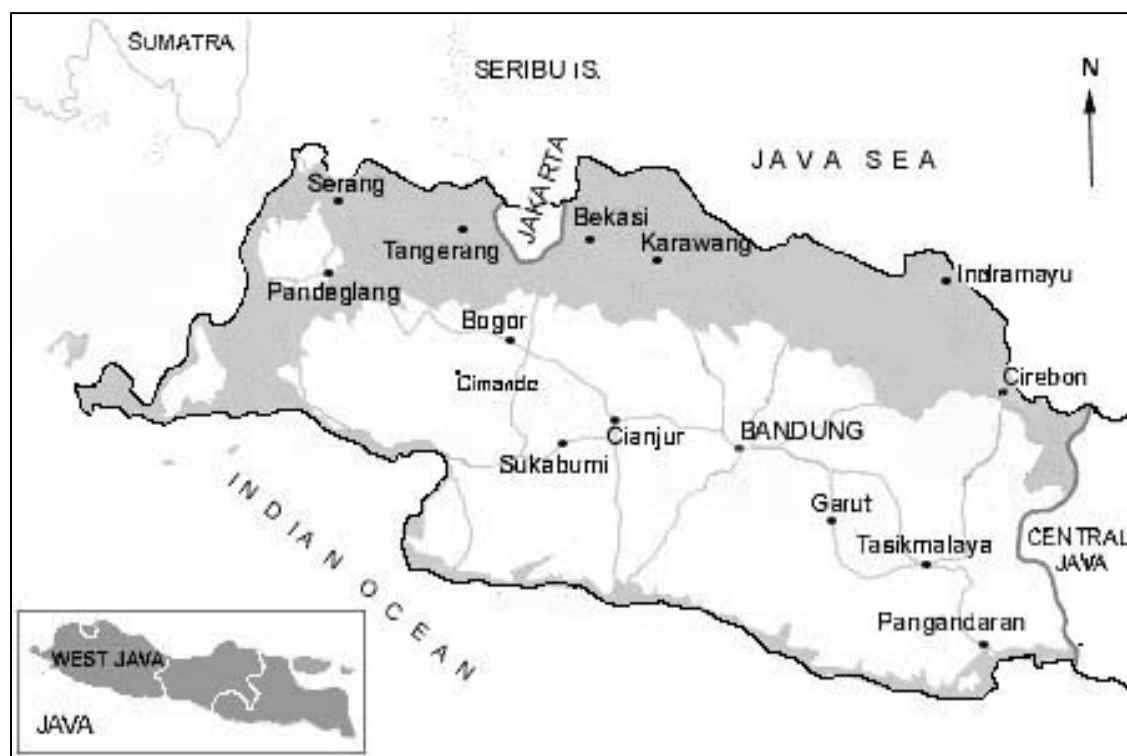 SUMATRA
SERIBU IS.
N
JAVA SEA
JAKARTA
Serang
Bekasi
Tangerang
Karawang
Indramayu
Pandeglang
Bogor
Cimande
Cirebon
Cianjur
BANDUNG
Sukabumi
INDIAN OCEAN
Garut
Tasikmalaya
CENTRAL
JAVA
Pangandaran
WEST JAVA
JAVA